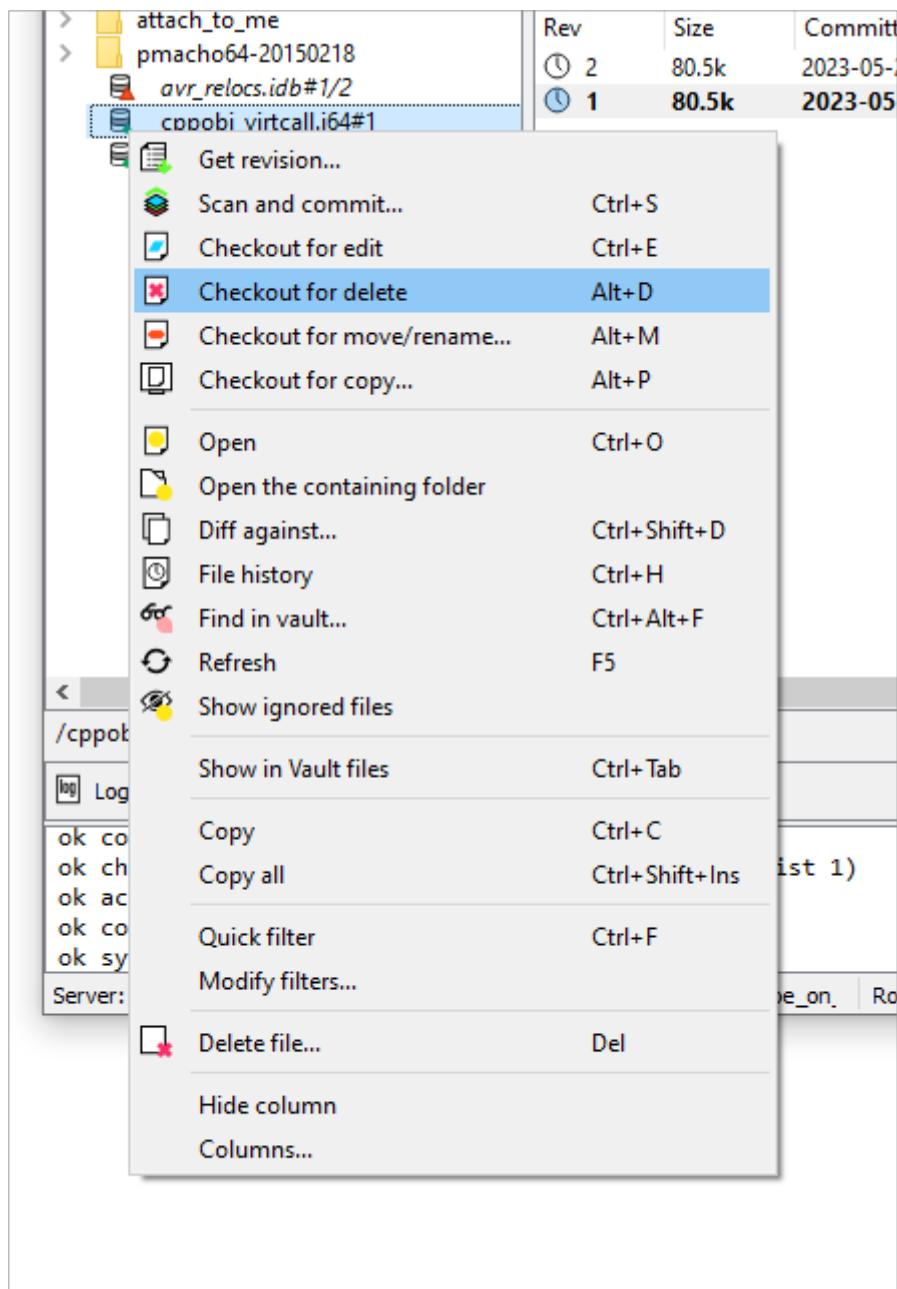 attach_to_me
pmacho64-20150218
avr_relocs.idb#1/2
cppobj_virtcall.i64#1
Rev Size Committ
2 80.5k 2023-05-
1 80.5k 2023-05
Get revision...
Scan and commit... Ctrl+S
Checkout for edit Ctrl+E
Checkout for delete Alt+D
Checkout for move/rename... Alt+M
Checkout for copy... Alt+P
Open Ctrl+O
Open the containing folder
Diff against... Ctrl+Shift+D
File history Ctrl+H
Find in vault... Ctrl+Alt+F
Refresh F5
Show ignored files
Show in Vault files Ctrl+Tab
Copy Ctrl+C
Copy all Ctrl+Shift+Ins
Quick filter Ctrl+F
Modify filters...
Delete file... Del
Hide column
Columns...
/cppob
log Log
ok co
ok ch ist 1)
ok ac
ok co
ok sy
Server: pe_on_ Ro